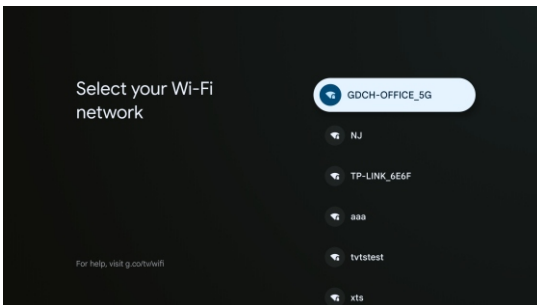 Select your Wi-Fi
network
GDCH-OFFICE_5G
NJ
TP-LINK_6E6F
aaa
tvtstest
xts
For help, visit g.co/tv/wifi